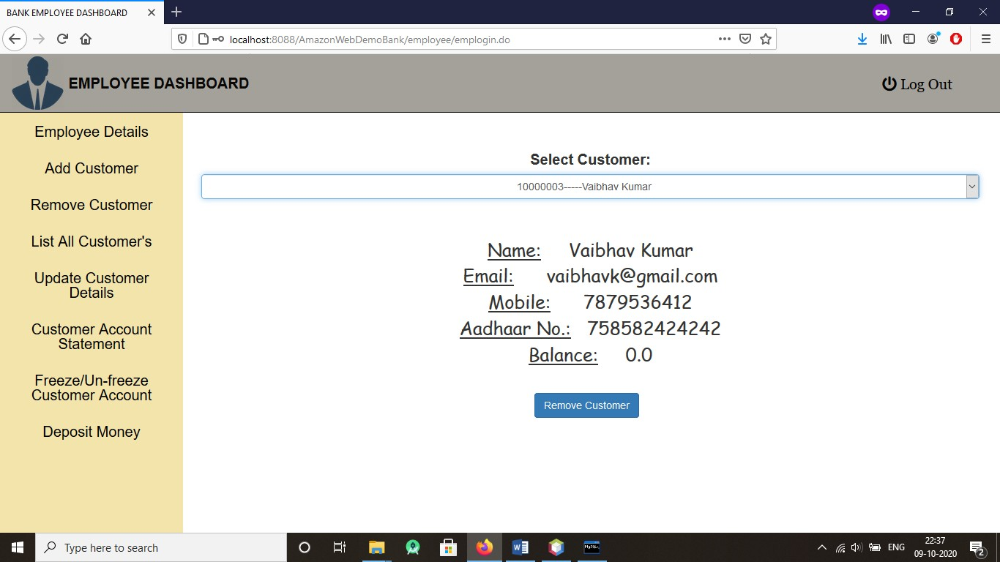 BANK EMPLOYEE DASHBOARD
localhost:8088/AmazonWebDemoBank/employee/emplogin.do
EMPLOYEE DASHBOARD
Log Out
Employee Details
Add Customer
Remove Customer
List All Customer's
Update Customer
Details
Customer Account
Statement
Freeze/Un-freeze
Customer Account
Deposit Money
Select Customer:
10000003-----Vaibhav Kumar
Name: Vaibhav Kumar
Email: vaibhavk@gmail.com
Mobile: 7879536412
Aadhaar No.: 758582424242
Balance: 0.0
Remove Customer
Type here to search
W
MySQL
ENG
22:37
09-10-2020
2